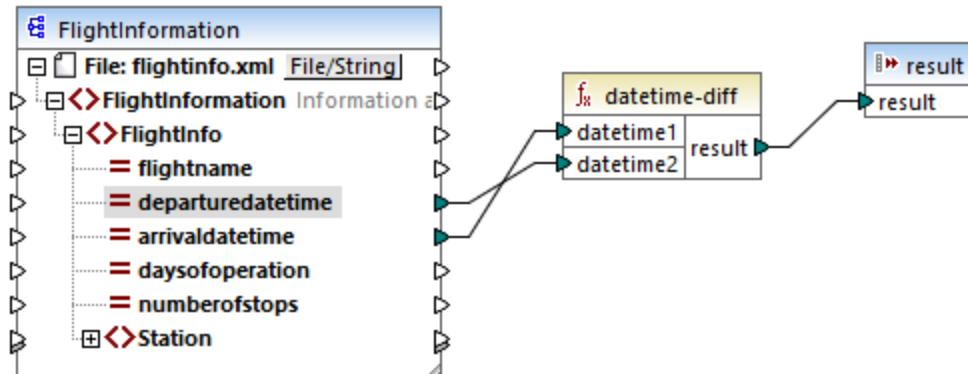 FlightInformation
File: flightinfo.xml File/String
FlightInformation Information a
FlightInfo
flightname
departuredatetime
arrivaldatetime
daysofoperation
numberofstops
Station
fx datetime-diff
datetime1
datetime2
result
result
result